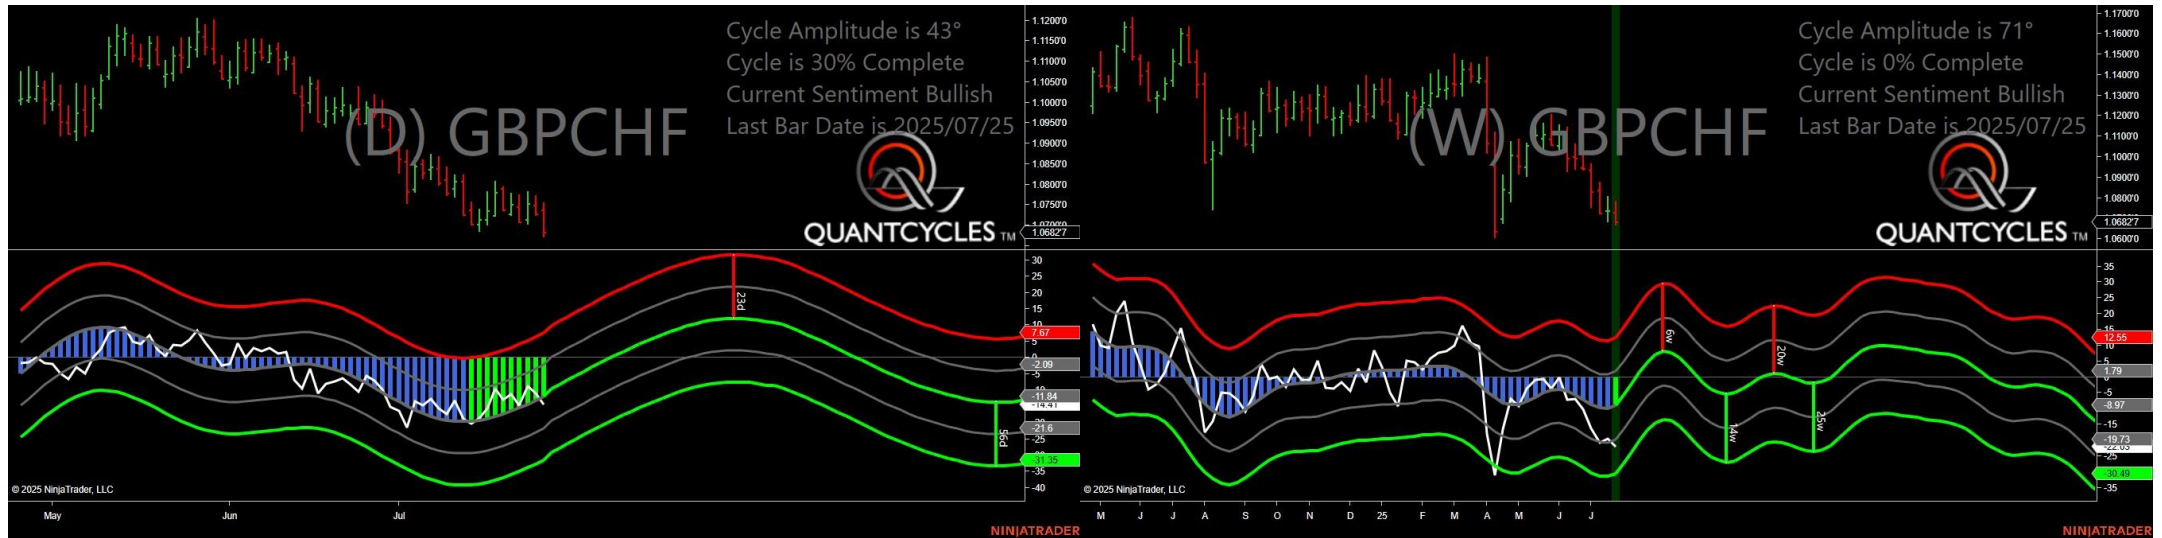 Cycle Amplitude is 43°
Cycle is 30% Complete
Current Sentiment Bullish
Last Bar Date is 2025/07/25
(D) GBPCHF
QUANTCYCLES TM
1.1200'0
1.1150'0
1.1100'0
1.1050'0
1.1000'0
1.0950'0
1.0900'0
1.0850'0
1.0800'0
1.0750'0
1.0682'7
30
25
20
15
10
7.67
5
-2.09
-5
-11.84
-14.41
-21.6
-25
-31.35
-35
-40
23d
56d
© 2025 NinjaTrader, LLC
May
Jun
Jul
NINJATRADER
Cycle Amplitude is 71°
Cycle is 0% Complete
Current Sentiment Bullish
Last Bar Date is 2025/07/25
(W) GBPCHF
QUANTCYCLES TM
1.1700'0
1.1600'0
1.1500'0
1.1400'0
1.1300'0
1.1200'0
1.1100'0
1.1000'0
1.0900'0
1.0800'0
1.0682'7
1.0600'0
35
30
25
20
15
12.55
10
5
1.79
-5
-8.97
-15
-19.73
-25
-30.49
-35
6w
14w
20w
25w
© 2025 NinjaTrader, LLC
M
J
J
A
S
O
N
D
25
F
M
A
M
J
J
NINJATRADER